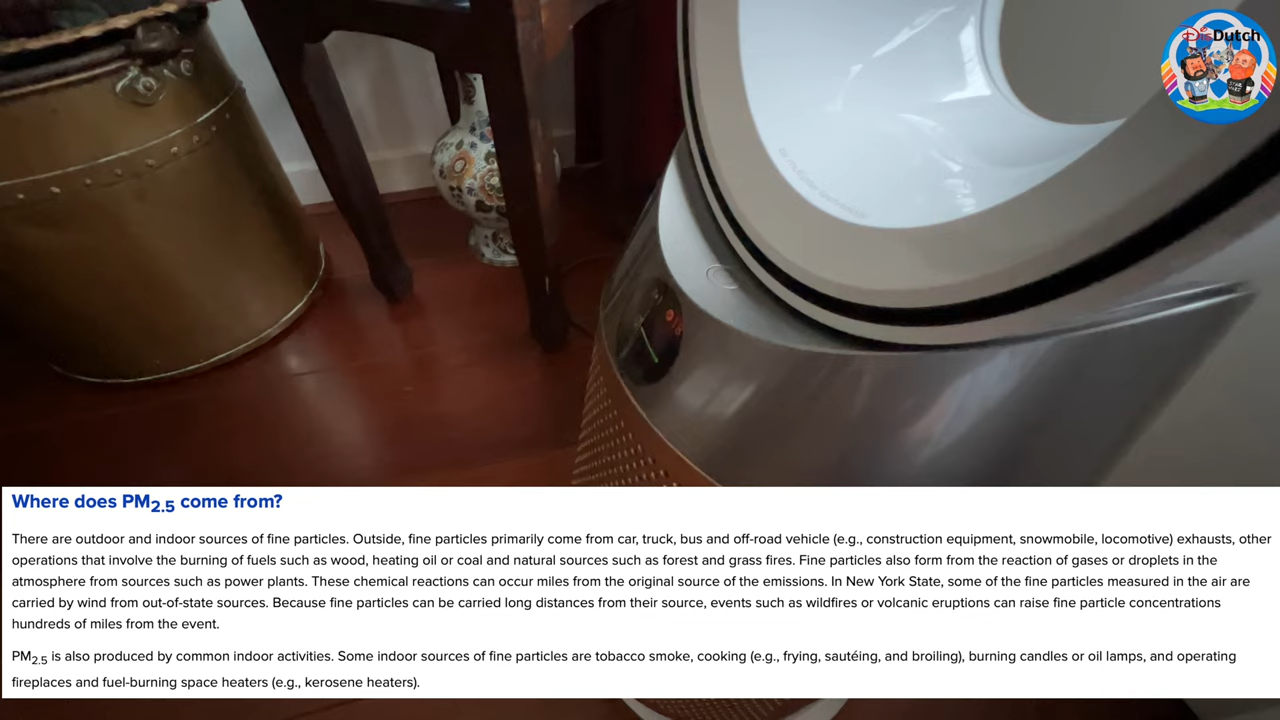 DisDutch
Where does PM2.5 come from?
There are outdoor and indoor sources of fine particles. Outside, fine particles primarily come from car, truck, bus and off-road vehicle (e.g., construction equipment, snowmobile, locomotive) exhausts, other
operations that involve the burning of fuels such as wood, heating oil or coal and natural sources such as forest and grass fires. Fine particles also form from the reaction of gases or droplets in the
atmosphere from sources such as power plants. These chemical reactions can occur miles from the original source of the emissions. In New York State, some of the fine particles measured in the air are
carried by wind from out-of-state sources. Because fine particles can be carried long distances from their source, events such as wildfires or volcanic eruptions can raise fine particle concentrations
hundreds of miles from the event.
PM2.5 is also produced by common indoor activities. Some indoor sources of fine particles are tobacco smoke, cooking (e.g., frying, sautéing, and broiling), burning candles or oil lamps, and operating
fireplaces and fuel-burning space heaters (e.g., kerosene heaters).